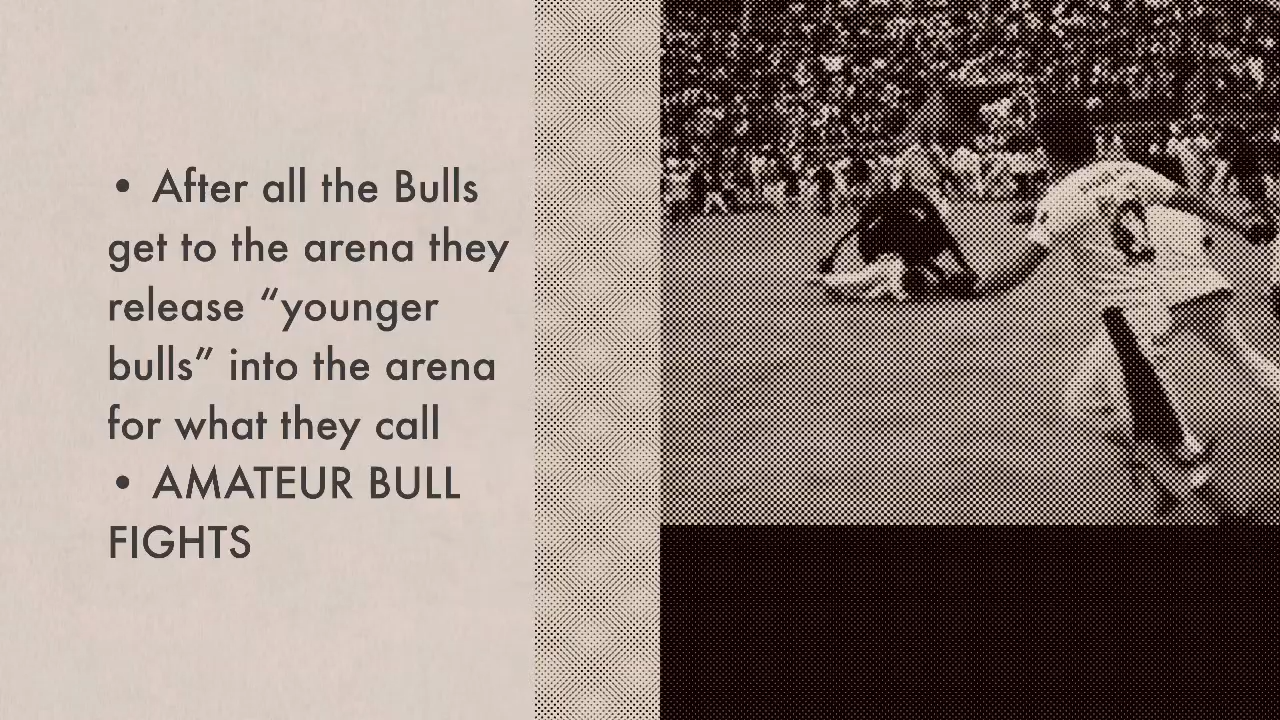 • After all the Bulls
get to the arena they
release “younger
bulls” into the arena
for what they call
• AMATEUR BULL
FIGHTS